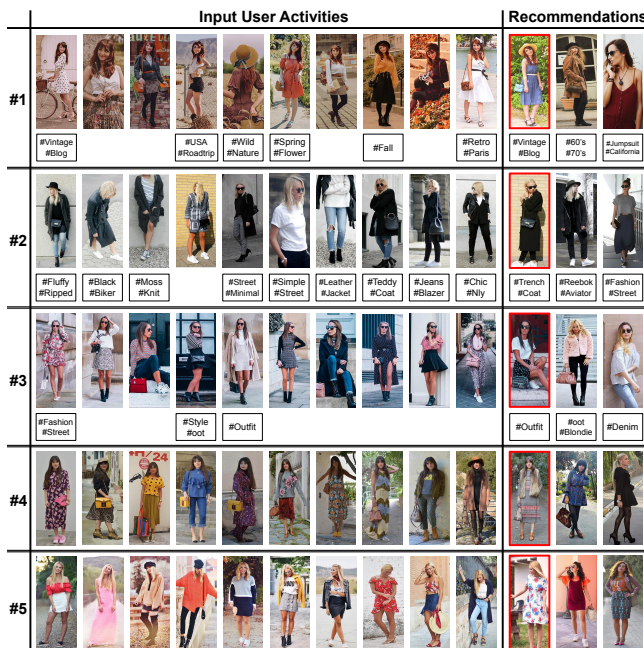 Input User Activities
Recommendations
#1
#Vintage
#Blog
#USA
#Roadtrip
#Wild
#Nature
#Spring
#Flower
#Fall
#Retro
#Paris
#Vintage
#Blog
#60's
#70's
#Jumpsuit
#California
#2
#Fluffy
#Ripped
#Black
#Biker
#Moss
#Knit
#Street
#Minimal
#Simple
#Street
#Leather
#Jacket
#Teddy
#Coat
#Jeans
#Blazer
#Chic
#Nly
#Trench
#Coat
#Reebok
#Aviator
#Fashion
#Street
#3
#Fashion
#Street
#Style
#oot
#Outfit
#Outfit
#oot
#Blondie
#Denim
#4
H/24
#5